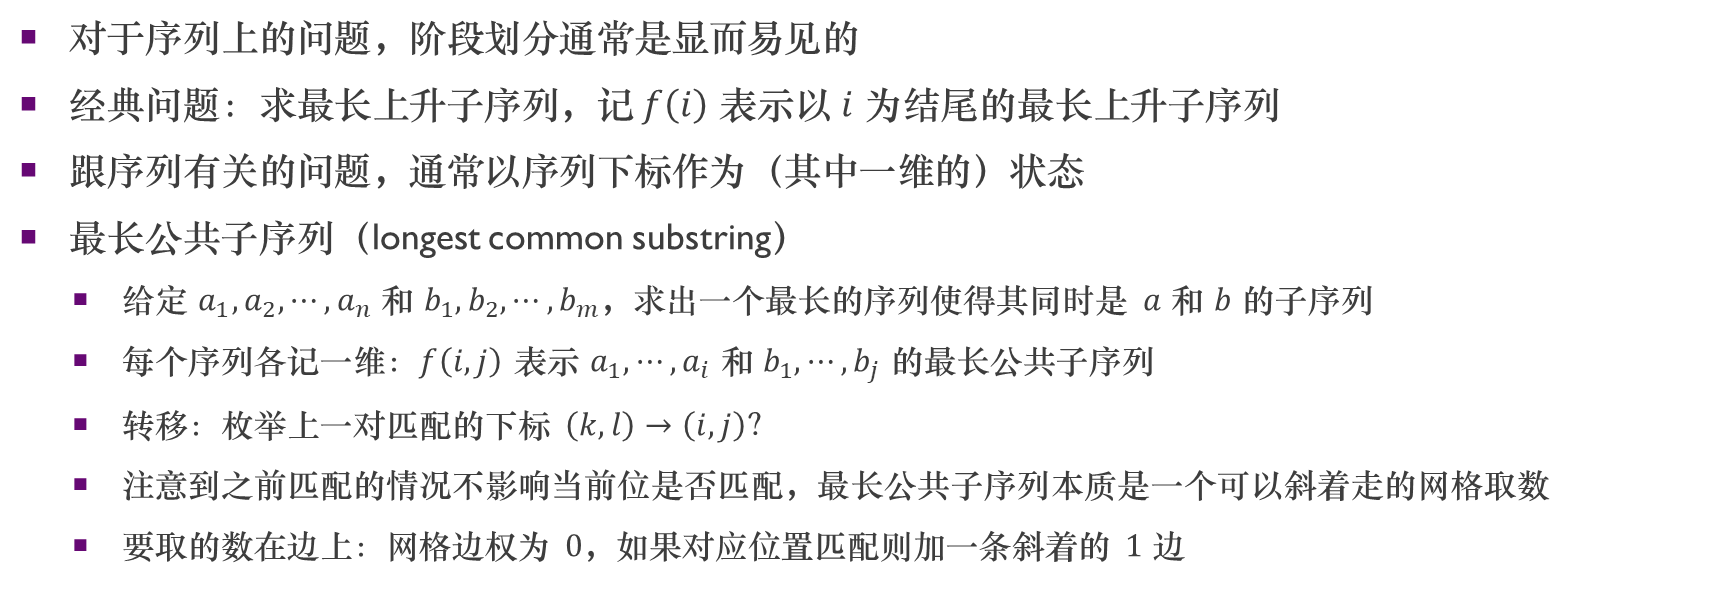 ▪ 对于序列上的问题，阶段划分通常是显而易见的
▪ 经典问题：求最长上升子序列，记 f(i) 表示以 i 为结尾的最长上升子序列
▪ 跟序列有关的问题，通常以序列下标作为（其中一维的）状态
▪ 最长公共子序列（longest common substring）
▪ 给定 a₁,a₂,⋯,aₙ 和 b₁,b₂,⋯,bₘ，求出一个最长的序列使得其同时是 a 和 b 的子序列
▪ 每个序列各记一维：f(i,j) 表示 a₁,⋯,aᵢ 和 b₁,⋯,bⱼ 的最长公共子序列
▪ 转移：枚举上一对匹配的下标 (k,l)→(i,j)?
▪ 注意到之前匹配的情况不影响当前位是否匹配，最长公共子序列本质是一个可以斜着走的网格取数
▪ 要取的数在边上：网格边权为 0，如果对应位置匹配则加一条斜着的 1 边